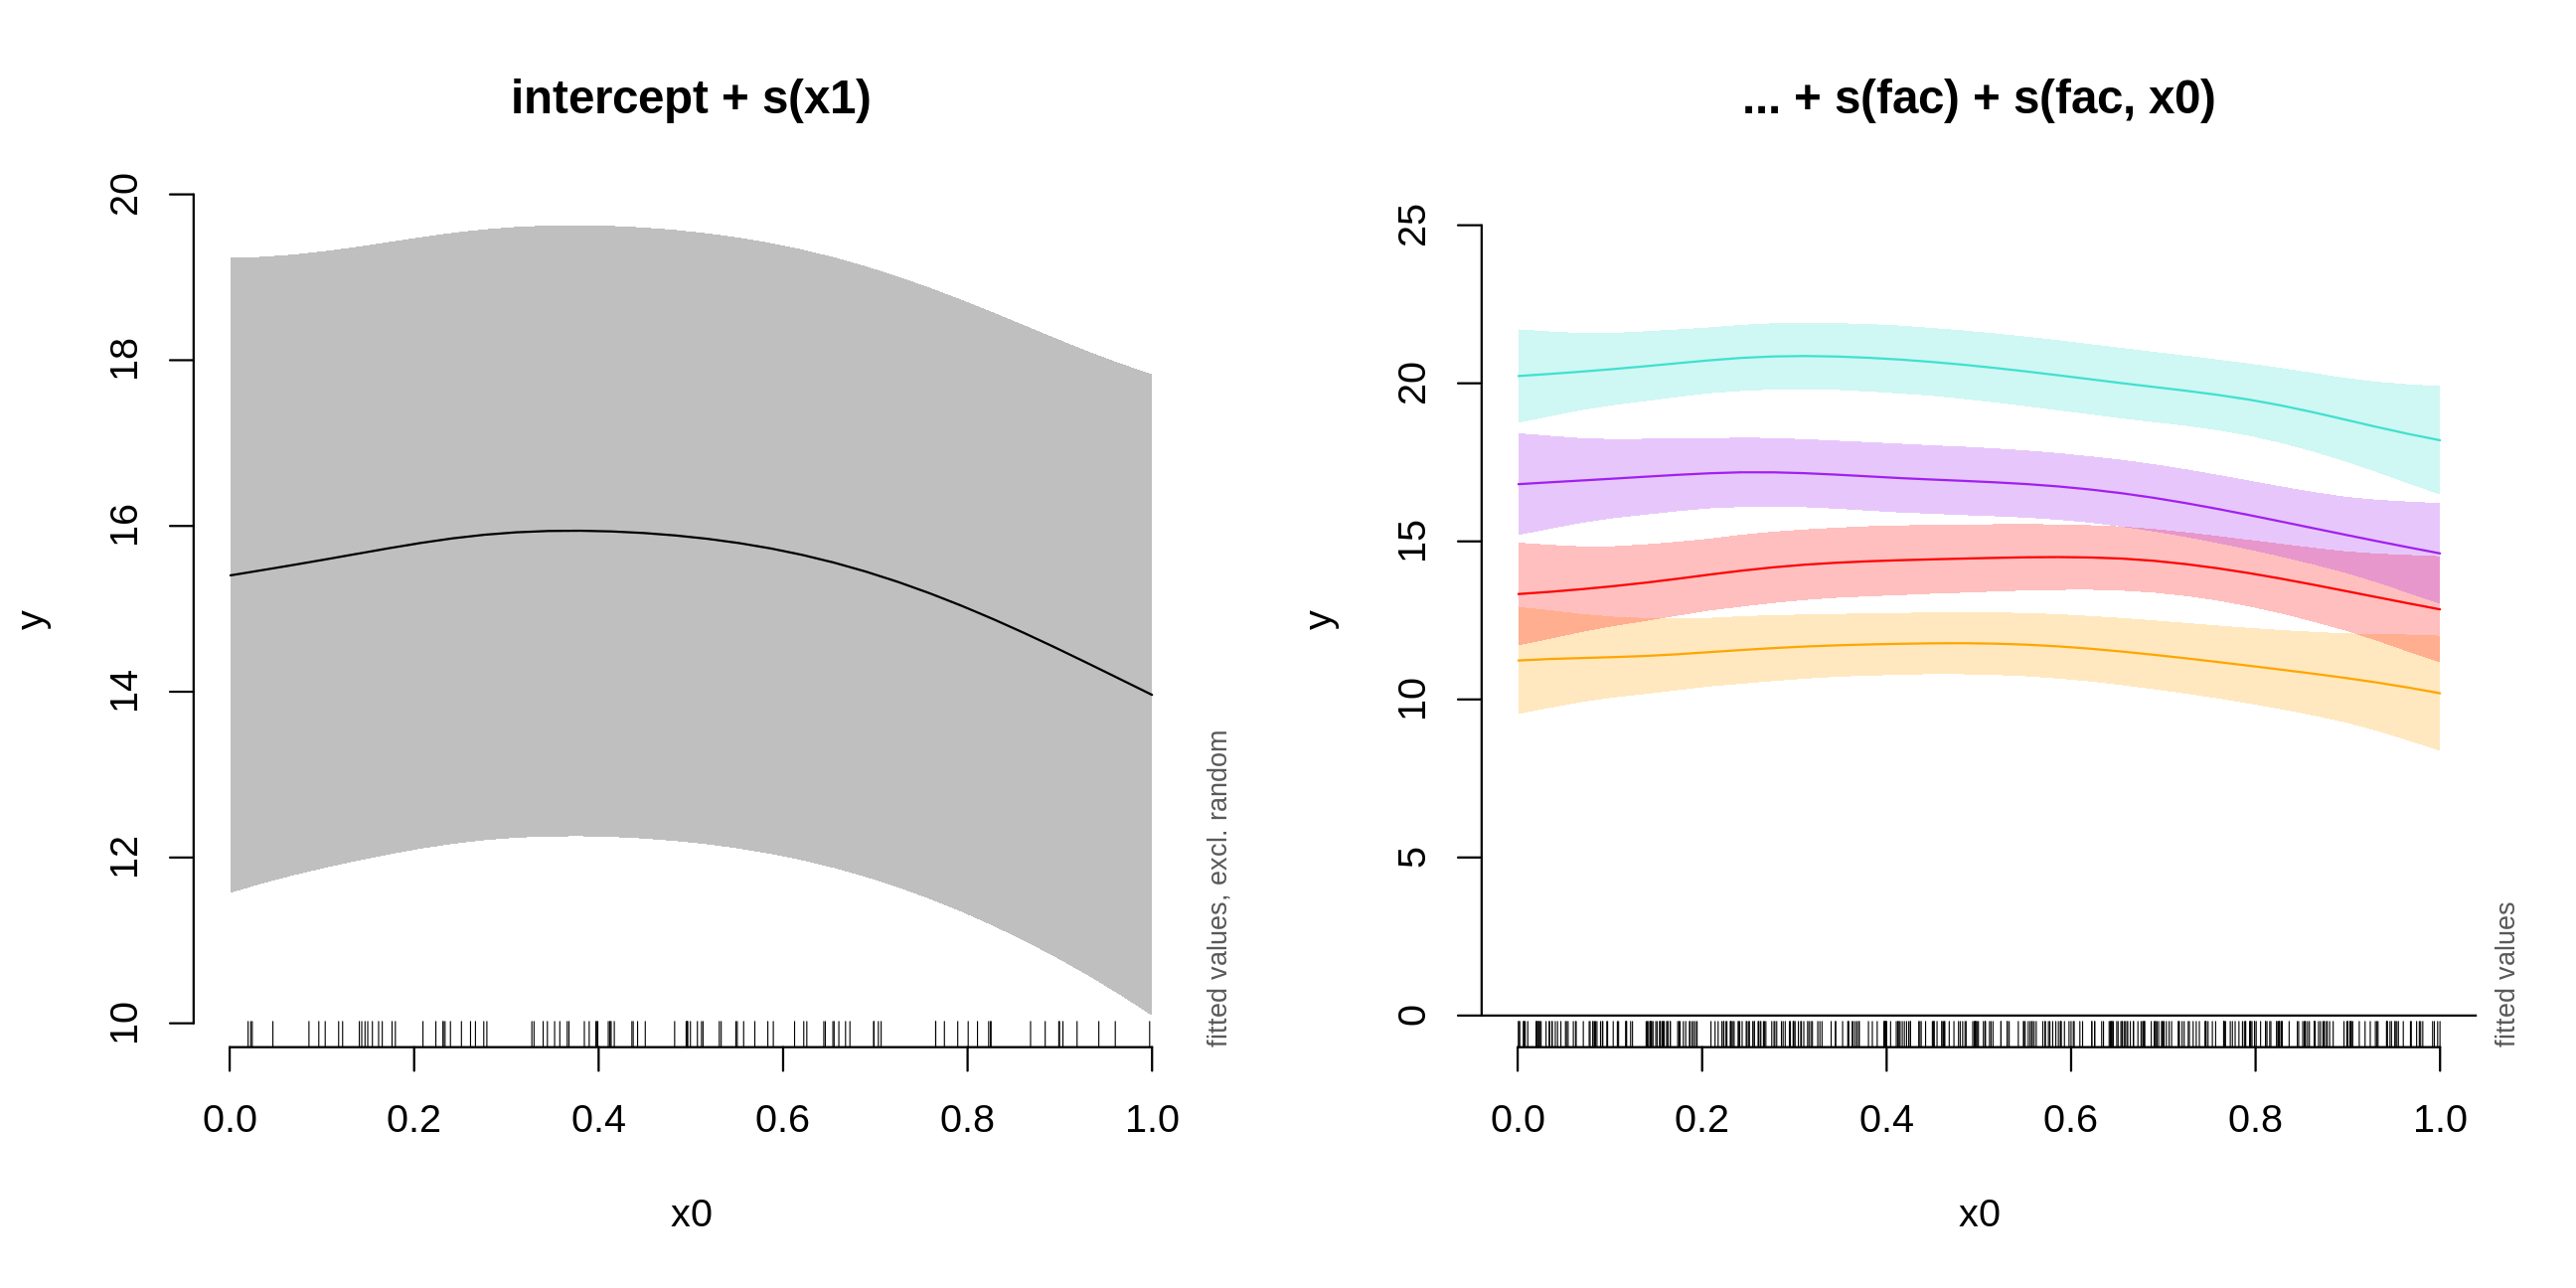 intercept + s(x1)
20
18
16
14
12
10
y
0.0 0.2 0.4 0.6 0.8 1.0
x0
fitted values, excl. random
... + s(fac) + s(fac, x0)
25
20
15
10
5
0
y
0.0 0.2 0.4 0.6 0.8 1.0
x0
fitted values